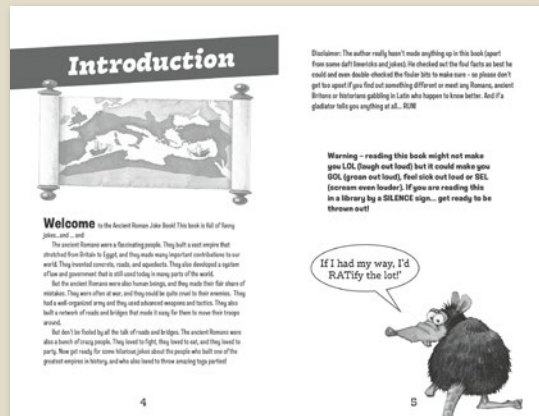 Introduction
Welcome to the Ancient Roman Joke Book! This book is full of funny
jokes...and ... and
The ancient Romans were a fascinating people. They built a vast empire that
stretched from Britain to Egypt, and they made many important contributions to our
world. They invented concrete, roads, and aqueducts. They also developed a system
of law and government that is still used today in many parts of the world.
But the ancient Romans were also human beings, and they made their fair share of
mistakes. They were often at war, and they could be quite cruel to their enemies. They
had a well-organized army and they used advanced weapons and tactics. They also
built a network of roads and bridges that made it easy for them to move their troops
around.
But don't be fooled by all the talk of roads and bridges. The ancient Romans were
also a bunch of crazy people. They loved to fight, they loved to eat, and they loved to
party. Now get ready for some hilarious jokes about the people who built one of the
greatest empires in history, and who also loved to throw amazing toga parties!
4
Disclaimer: The author really hasn't made anything up in this book (apart
from some daft limericks and jokes). He checked out the foul facts as best he
could and even double-checked the fouler bits to make sure - so please don't
get too upset if you find out something different or meet any Romans, ancient
Britons or historians gabbling in Latin who happen to know better. And if a
gladiator tells you anything at all... RUN!
Warning – reading this book might not make
you LOL (laugh out loud) but it could make you
GOL (groan out loud), feel sick out loud or SEL
(scream even louder). If you are reading this
in a library by a SILENCE sign... get ready to be
thrown out!
If I had my way, I'd
RATify the lot!'
5